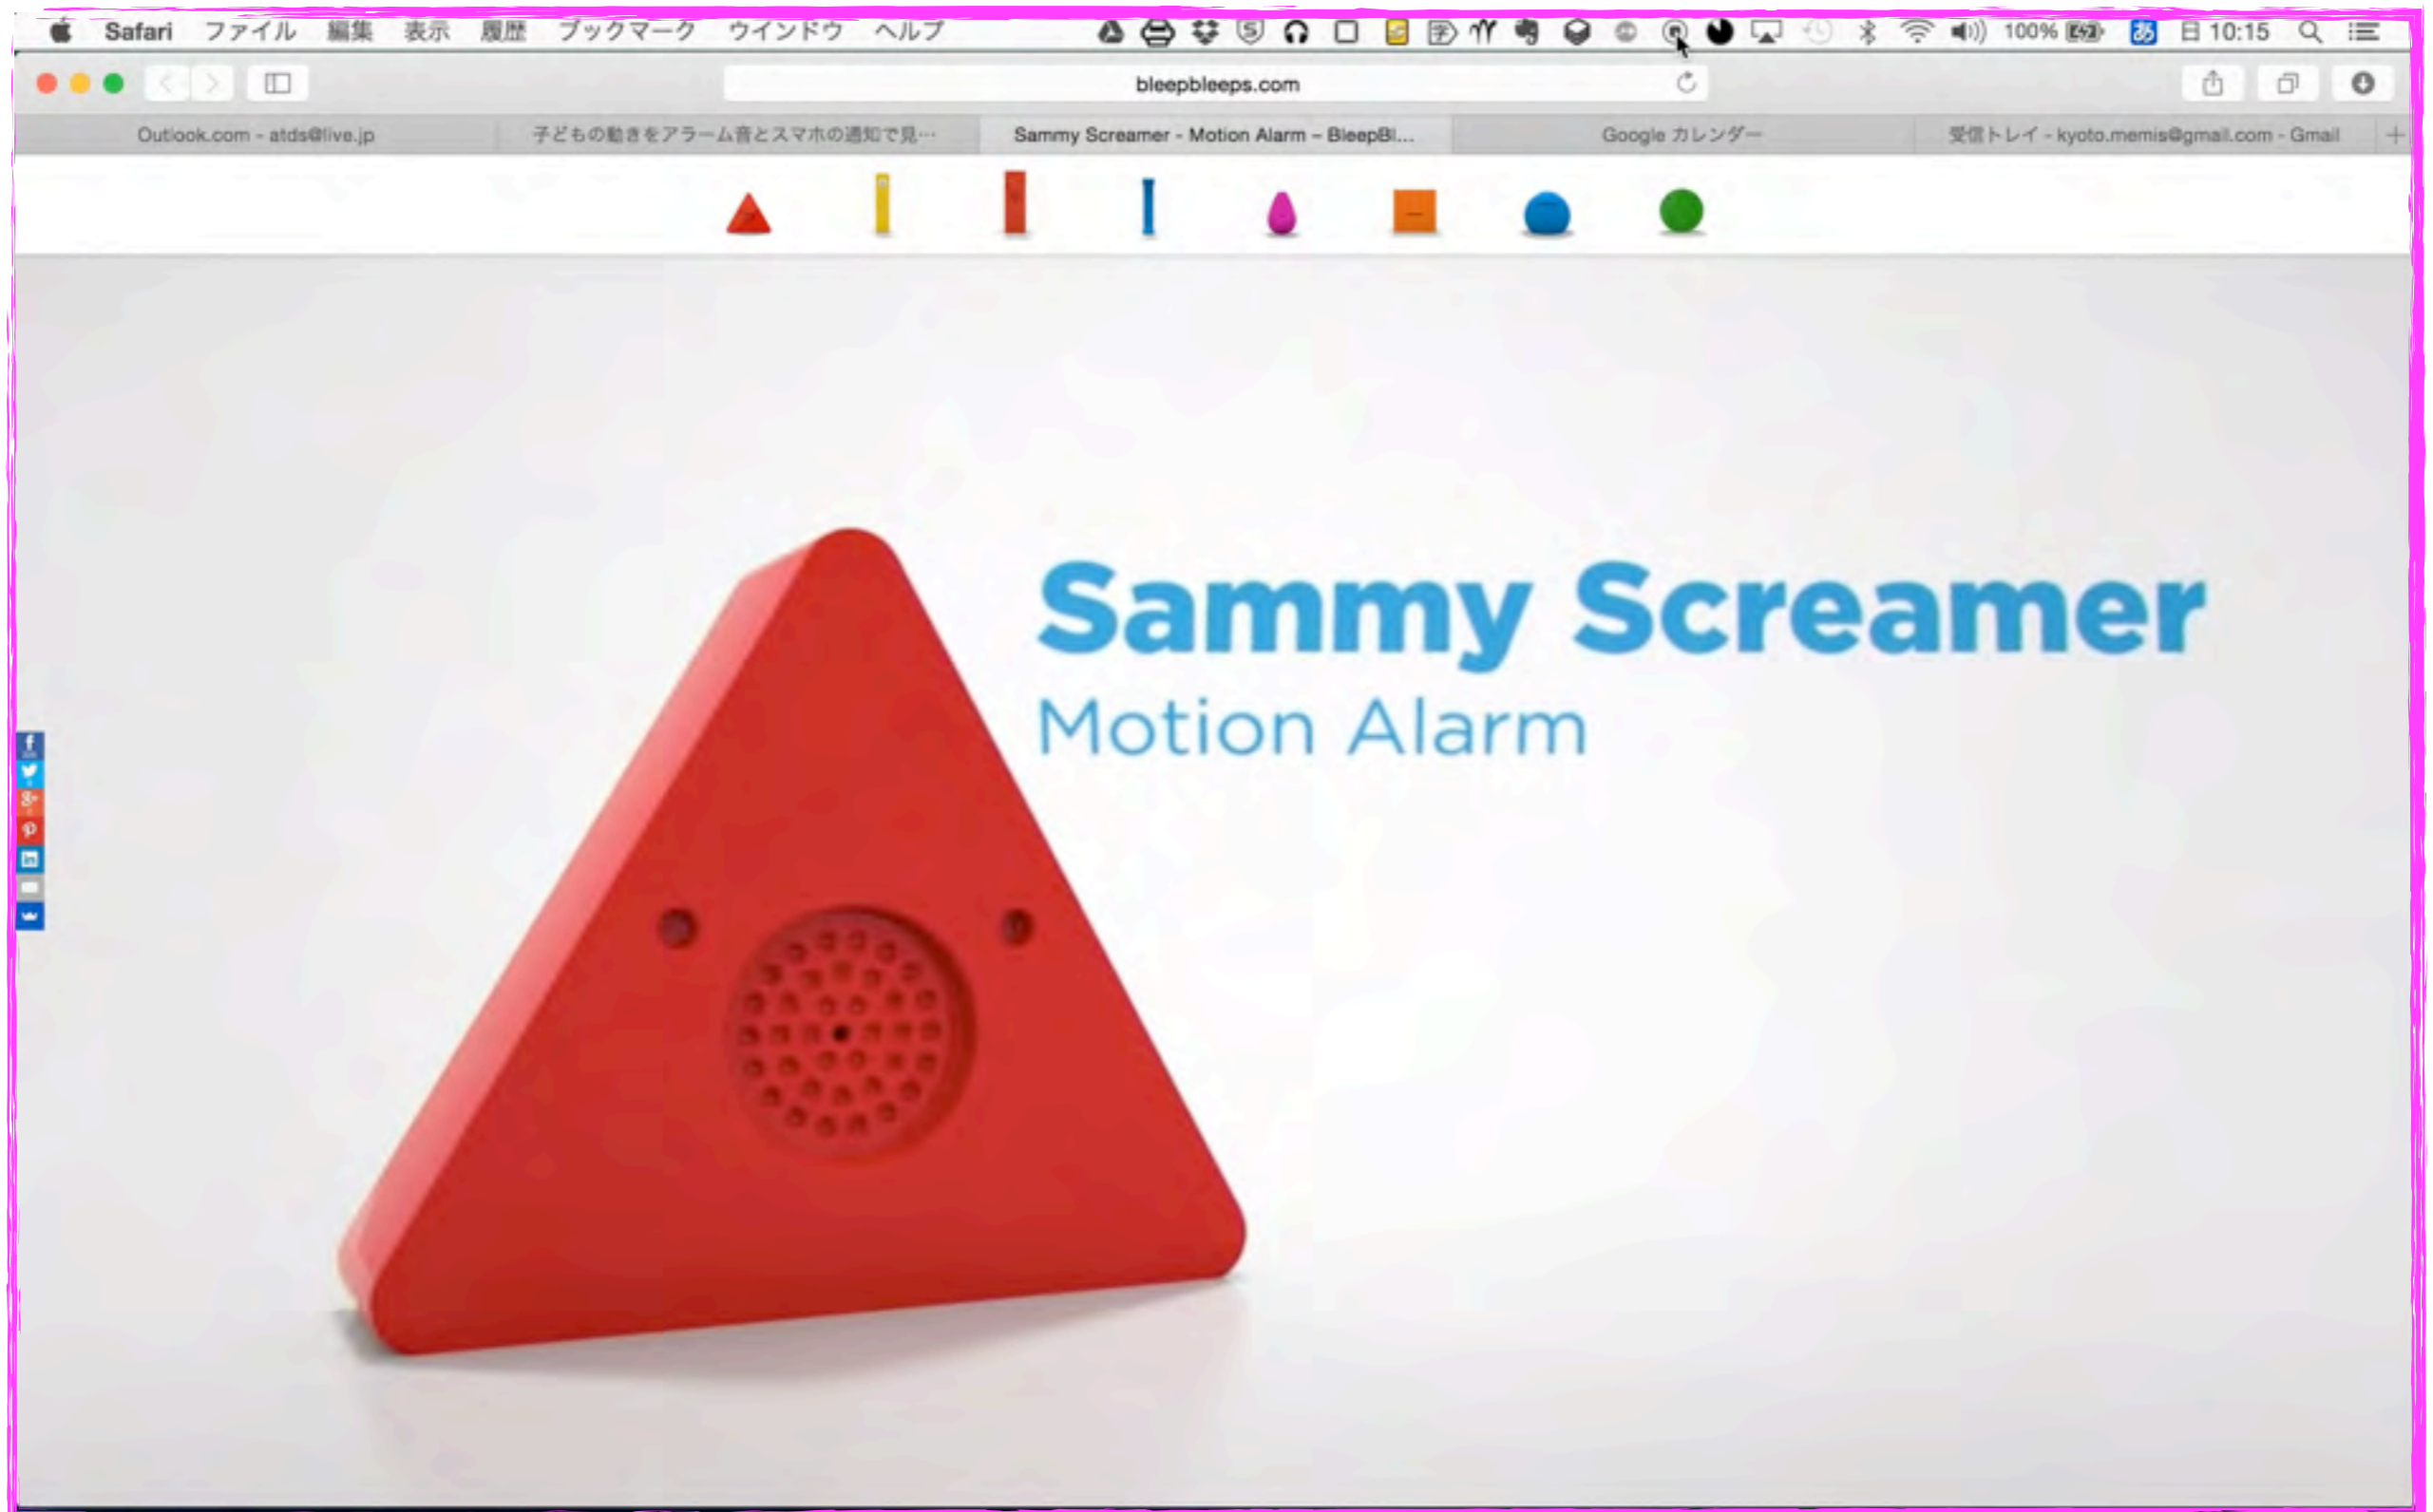 Safari ファイル 編集 表示 履歴 ブックマーク ウインドウ ヘルプ 100% あ 日 10:15
bleepbleeps.com
Outlook.com - atds@live.jp 子どもの動きをアラーム音とスマホの通知で見… Sammy Screamer - Motion Alarm – BleepBl... Google カレンダー 受信トレイ - kyoto.memis@gmail.com - Gmail
Sammy Screamer
Motion Alarm